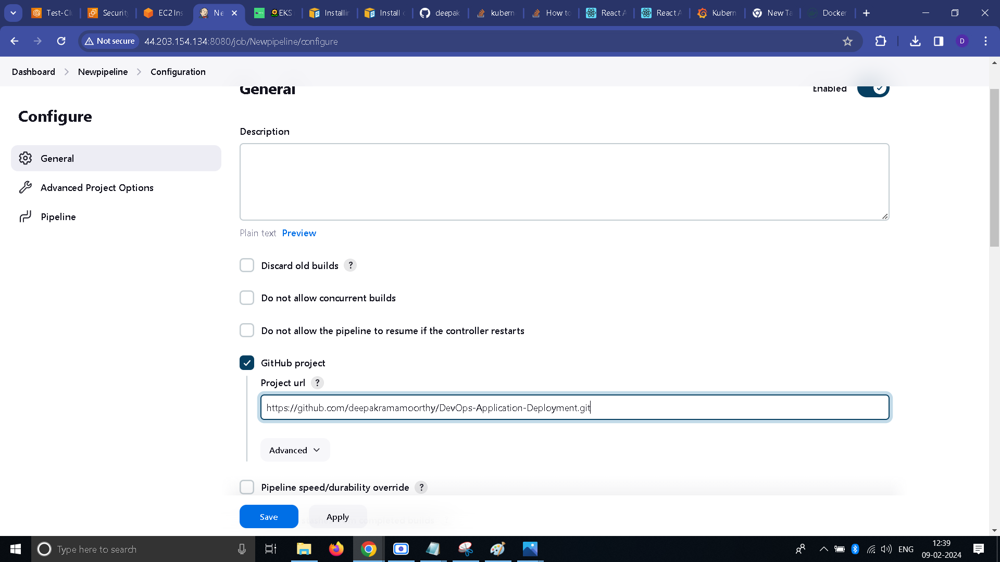 Test-Cl
Security
EC2 Ins
Ne
EKS
Installin
Install o
deepak
kubern
How to
React A
React A
Kubern
New Ta
Docker
Not secure
44.203.154.134:8080/job/Newpipeline/configure
D
Dashboard
Newpipeline
Configuration
General
Enabled
Configure
General
Advanced Project Options
Pipeline
Description
Plain text Preview
Discard old builds ?
Do not allow concurrent builds
Do not allow the pipeline to resume if the controller restarts
GitHub project
Project url ?
https://github.com/deepakramamoorthy/DevOps-Application-Deployment.git
Advanced
Pipeline speed/durability override ?
Save
Apply
completed builds
Type here to search
ENG
12:39
09-02-2024